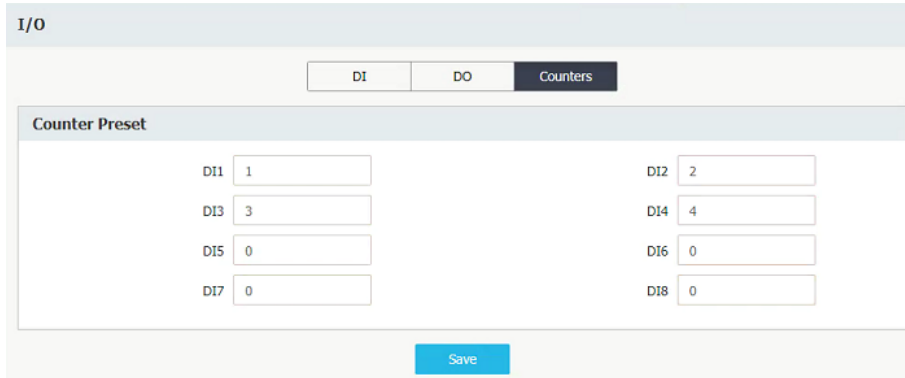 I/O
DI DO Counters
Counter Preset
DI1 1 DI2 2
DI3 3 DI4 4
DI5 0 DI6 0
DI7 0 DI8 0
Save